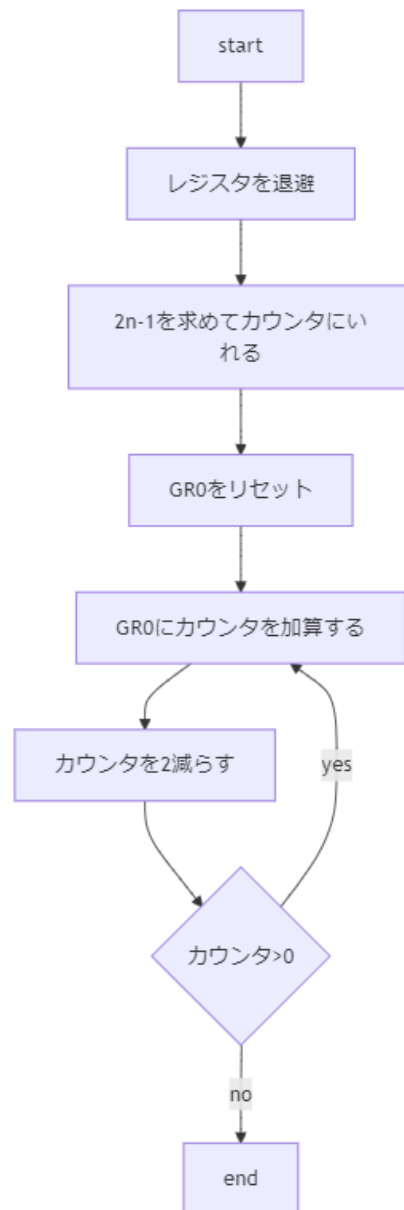 start
レジスタを退避
2n-1を求めてカウンタにい
れる
GR0をリセット
GR0にカウンタを加算する
カウンタを2減らす
yes
カウンタ>0
no
end